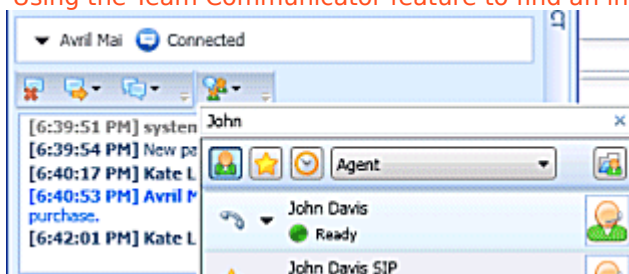 Using the Team Communicator feature to find an in
Avril Mai Connected
[6:39:51 PM] system
[6:39:54 PM] New pa
[6:40:17 PM] Kate L
[6:40:53 PM] Avril M
purchase.
[6:42:01 PM] Kate L
John
Agent
John Davis
Ready
John Davis SIP